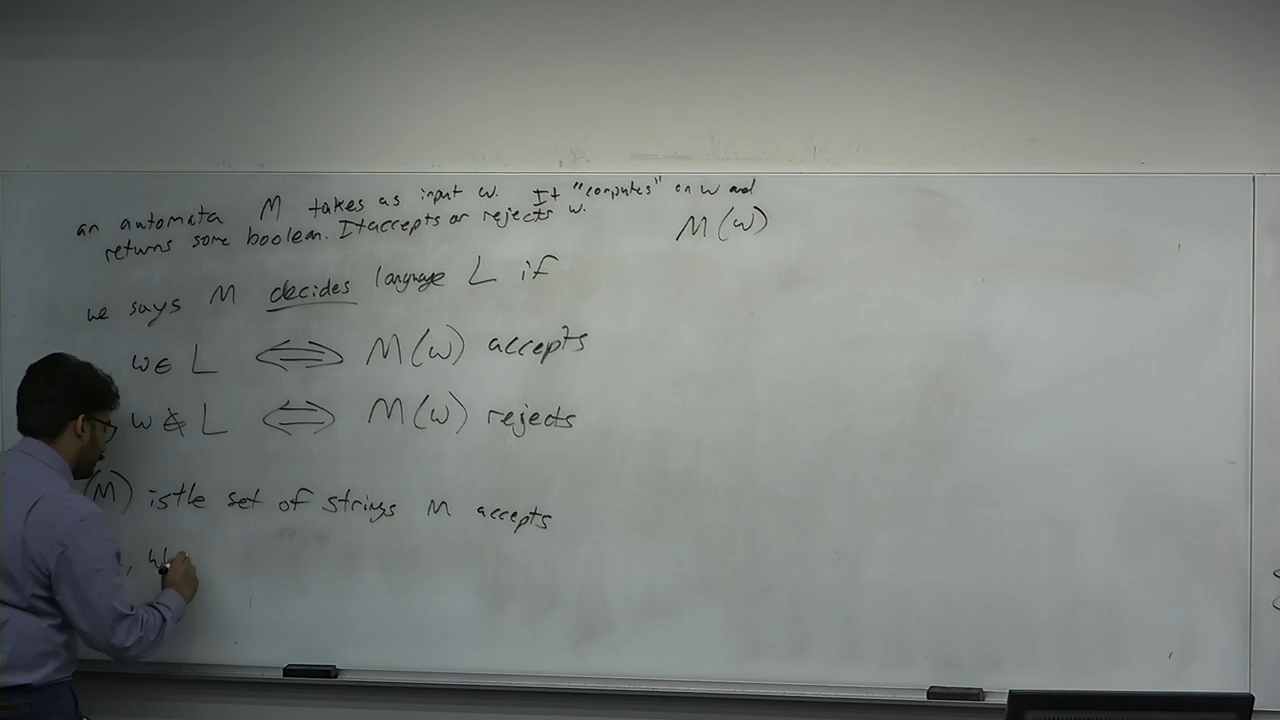 an automata M takes as input w. It "computes" on w and
returns some boolean. It accepts or rejects w.
M(w)
we says M decides language L if
w ∈ L ⟺ M(w) accepts
w ∉ L ⟺ M(w) rejects
(M) is the set of strings M accepts